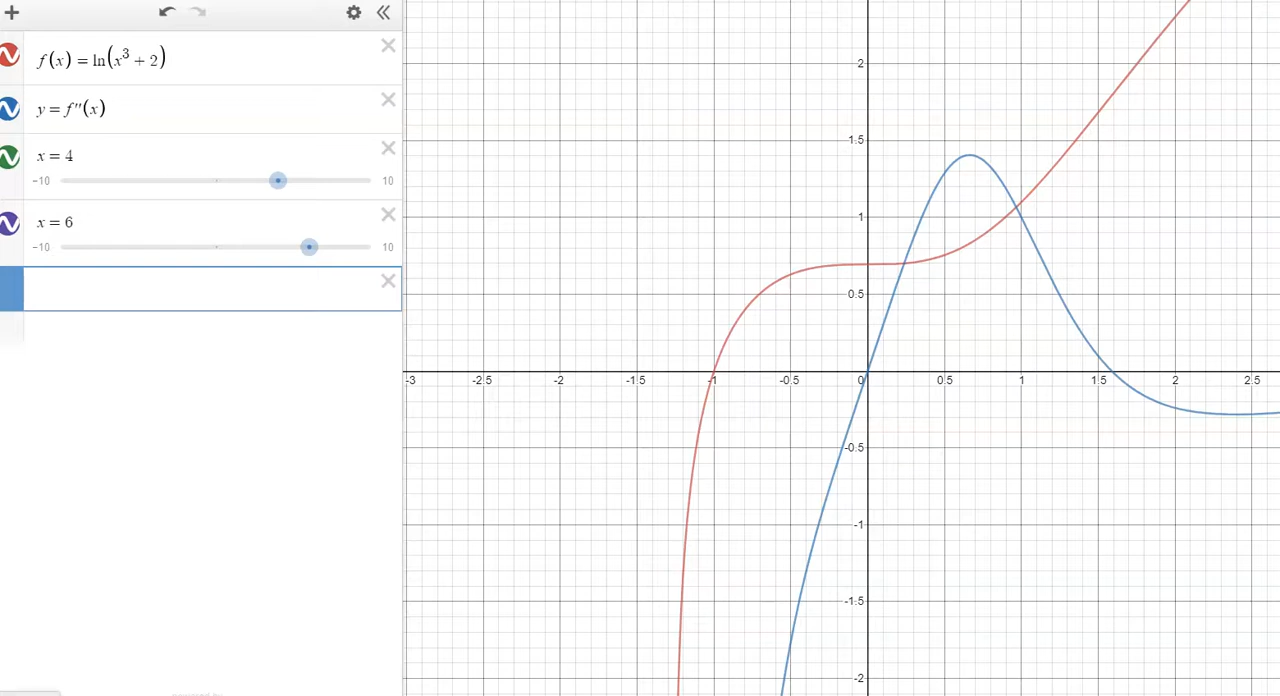 f(x) = ln(x³ + 2)
y = f''(x)
x = 4
-10 10
x = 6
-10 10
2
1.5
1
0.5
-3 -2.5 -2 -1.5 -1 -0.5 0 0.5 1 1.5 2 2.5
-0.5
-1
-1.5
-2